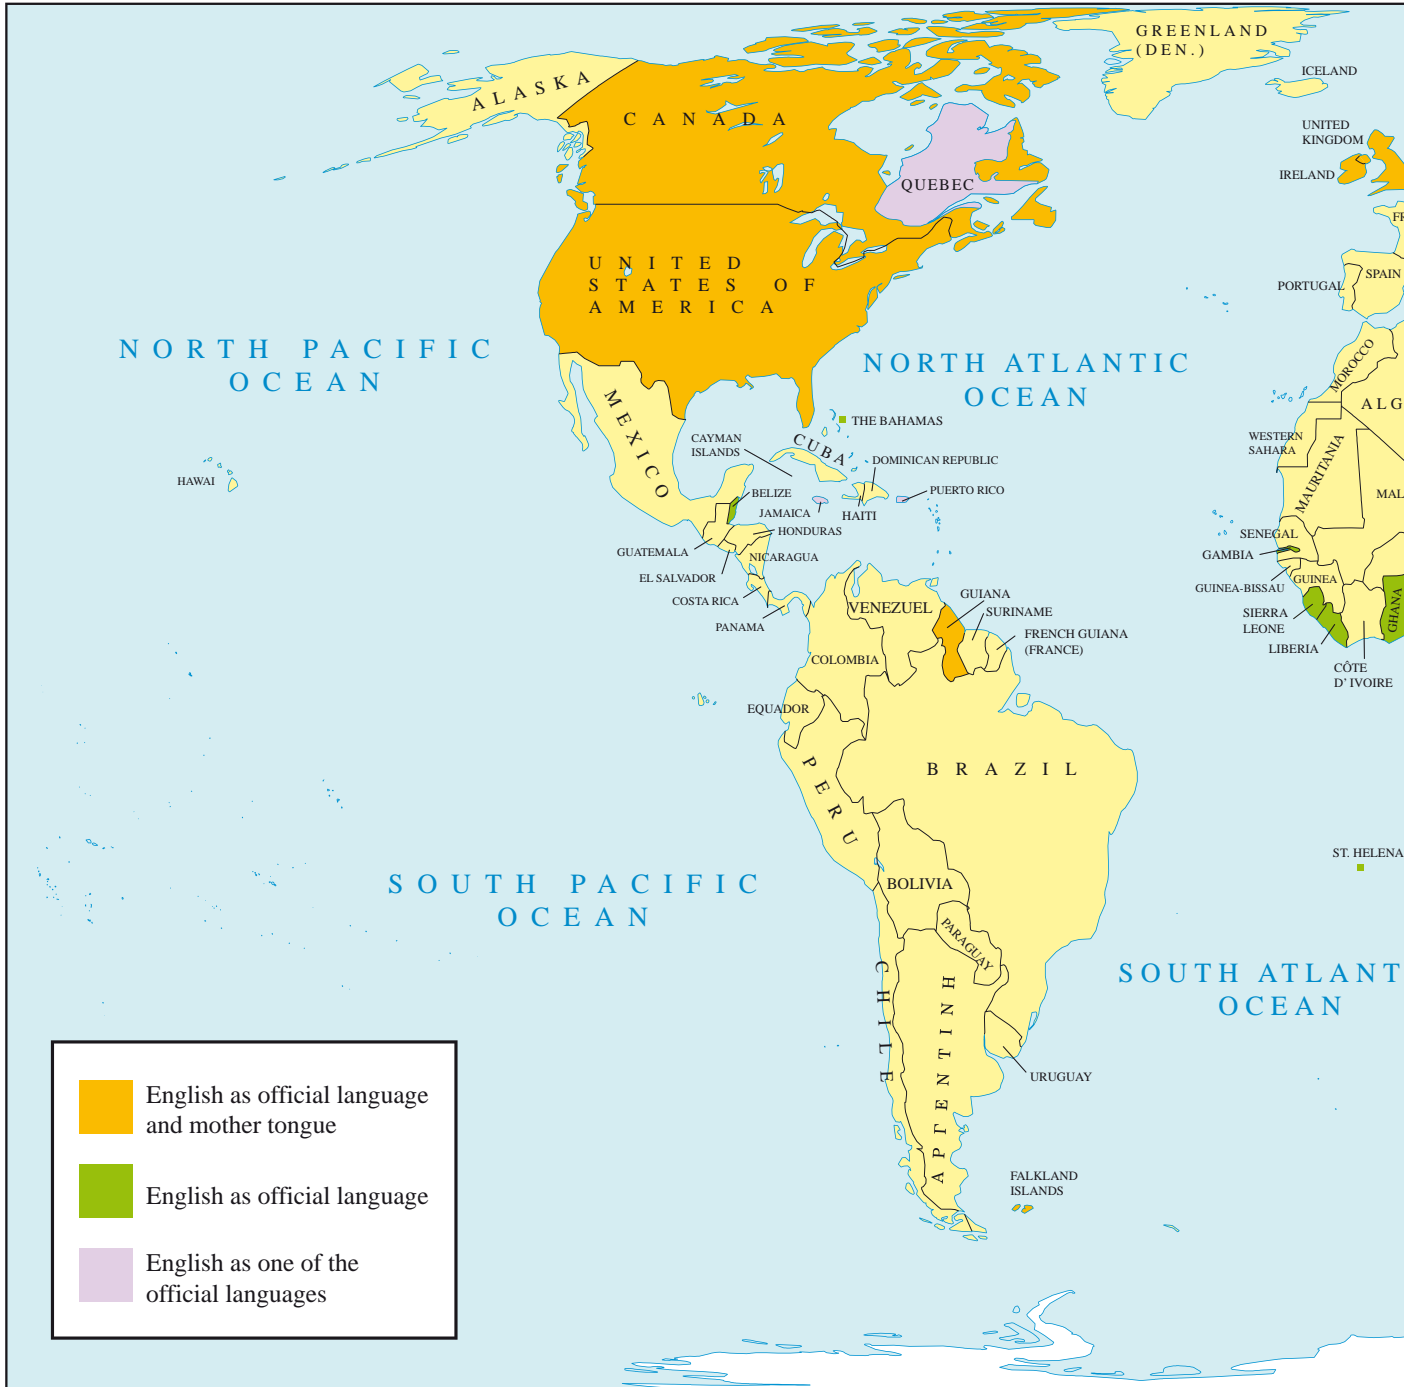 GREENLAND
(DEN.)
ICELAND
ALASKA
CANADA
UNITED
KINGDOM
QUEBEC
IRELAND
FR
UNITED
STATES OF
AMERICA
SPAIN
PORTUGAL
NORTH PACIFIC
OCEAN
NORTH ATLANTIC
OCEAN
MOROCCO
ALG
MEXICO
THE BAHAMAS
CAYMAN
ISLANDS
CUBA
DOMINICAN REPUBLIC
WESTERN
SAHARA
MAURITANIA
HAWAI
BELIZE
PUERTO RICO
MAL
JAMAICA
HAITI
HONDURAS
SENEGAL
GUATEMALA
NICARAGUA
GAMBIA
EL SALVADOR
GUINEA
GUINEA-BISSAU
COSTA RICA
VENEZUEL
GUIANA
SURINAME
SIERRA
LEONE
GHANA
PANAMA
FRENCH GUIANA
(FRANCE)
LIBERIA
COLOMBIA
CÔTE
D' IVOIRE
EQUADOR
PERU
BRAZIL
ST. HELENA
SOUTH PACIFIC
OCEAN
BOLIVIA
PARAGUAY
SOUTH ATLANT
OCEAN
CHILE
АРГЕNTINH
URUGUAY
FALKLAND
ISLANDS
English as official language
and mother tongue
English as official language
English as one of the
official languages